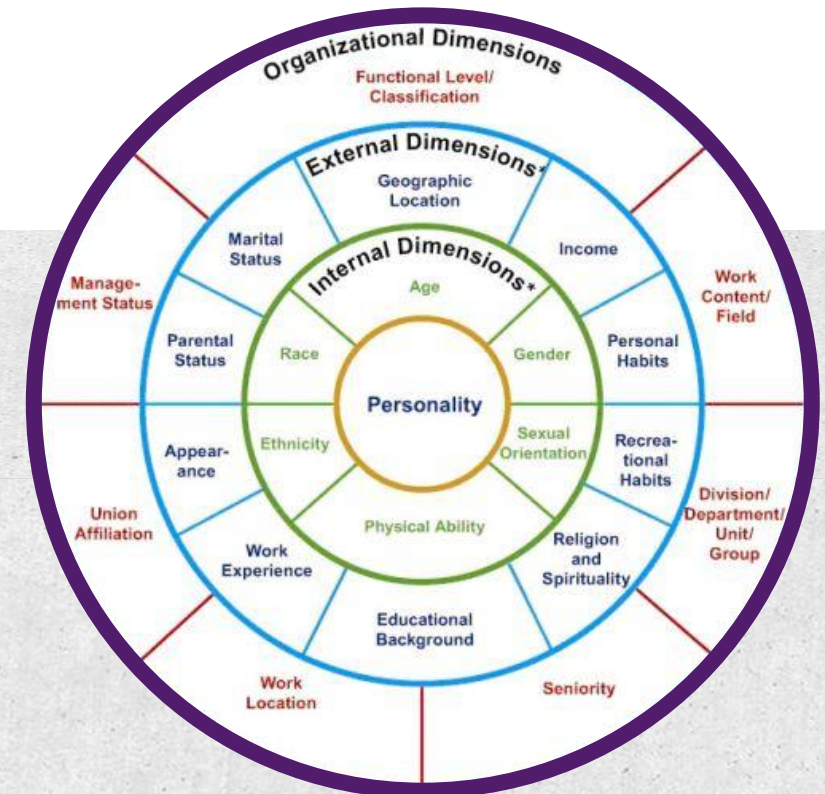 Organizational Dimensions
Functional Level/
Classification
Work
Content/
Field
Division/
Department/
Unit/
Group
Seniority
Work
Location
Union
Affiliation
Manage-
ment Status
External Dimensions*
Geographic
Location
Income
Personal
Habits
Recrea-
tional
Habits
Religion
and
Spirituality
Educational
Background
Work
Experience
Appear-
ance
Parental
Status
Marital
Status
Internal Dimensions*
Age
Gender
Sexual
Orientation
Physical Ability
Ethnicity
Race
Personality